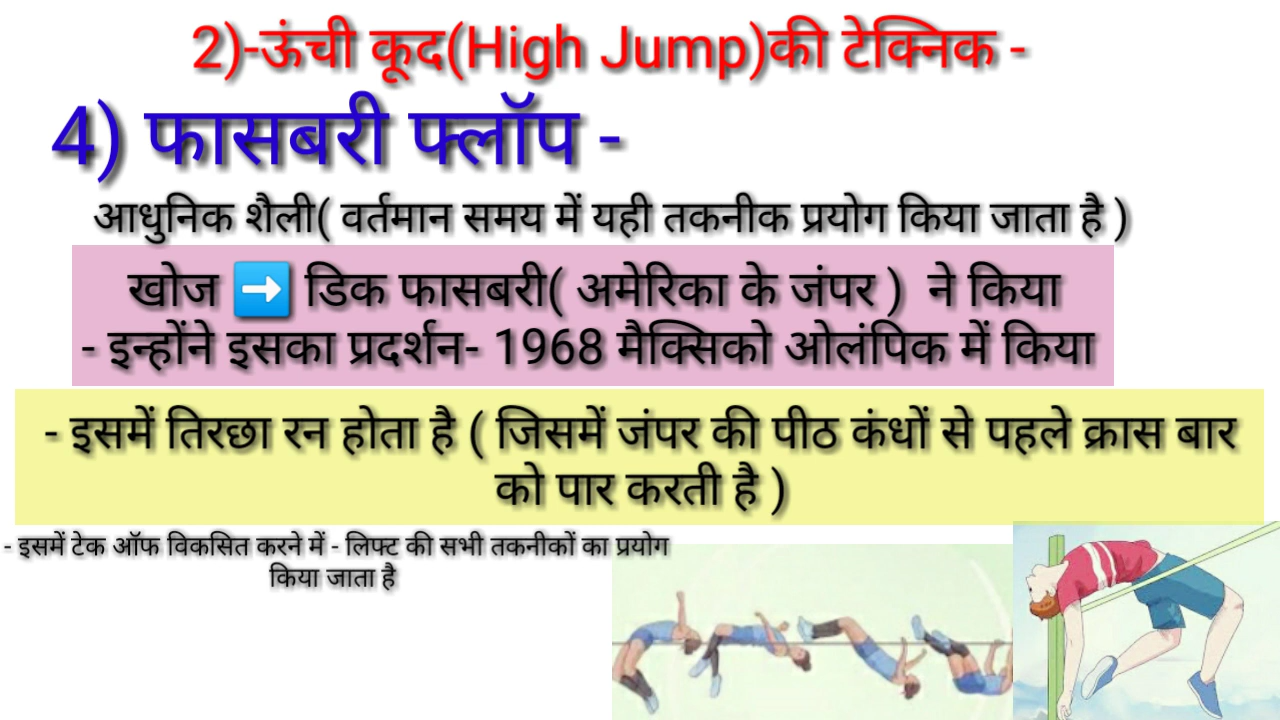 2)-ऊंची कूद(High Jump)की टेक्निक -
4) फासबरी फ्लॉप -
आधुनिक शैली( वर्तमान समय में यही तकनीक प्रयोग किया जाता है )
खोज ➡️ डिक फासबरी( अमेरिका के जंपर ) ने किया
- इन्होंने इसका प्रदर्शन- 1968 मैक्सिको ओलंपिक में किया
- इसमें तिरछा रन होता है ( जिसमें जंपर की पीठ कंधों से पहले क्रास बार
को पार करती है )
- इसमें टेक ऑफ विकसित करने में - लिफ्ट की सभी तकनीकों का प्रयोग
किया जाता है